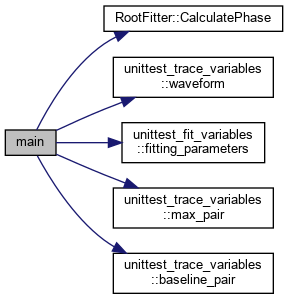 main
RootFitter::CalculatePhase
unittest_trace_variables
::waveform
unittest_fit_variables
::fitting_parameters
unittest_trace_variables
::max_pair
unittest_trace_variables
::baseline_pair